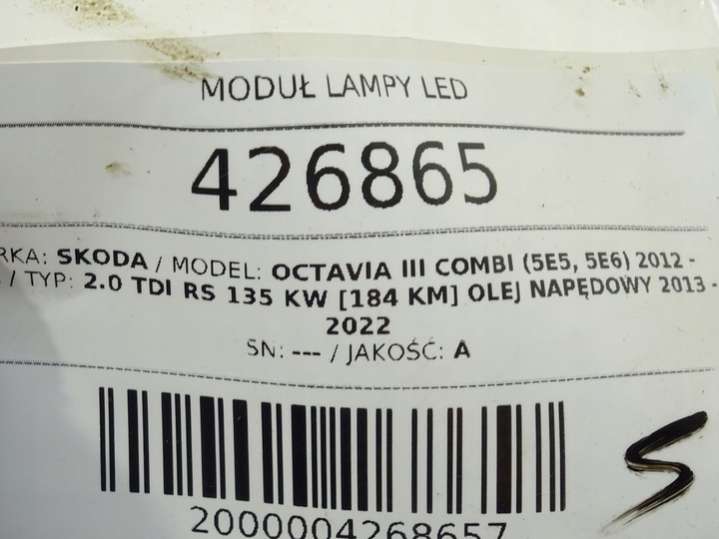 MODUŁ LAMPY LED
426865
RKA: SKODA / MODEL: OCTAVIA III COMBI (5E5, 5E6) 2012 -
/ TYP: 2.0 TDI RS 135 KW [184 KM] OLEJ NAPĘDOWY 2013 -
2022
SN: --- / JAKOŚĆ: A
2000004268657
S